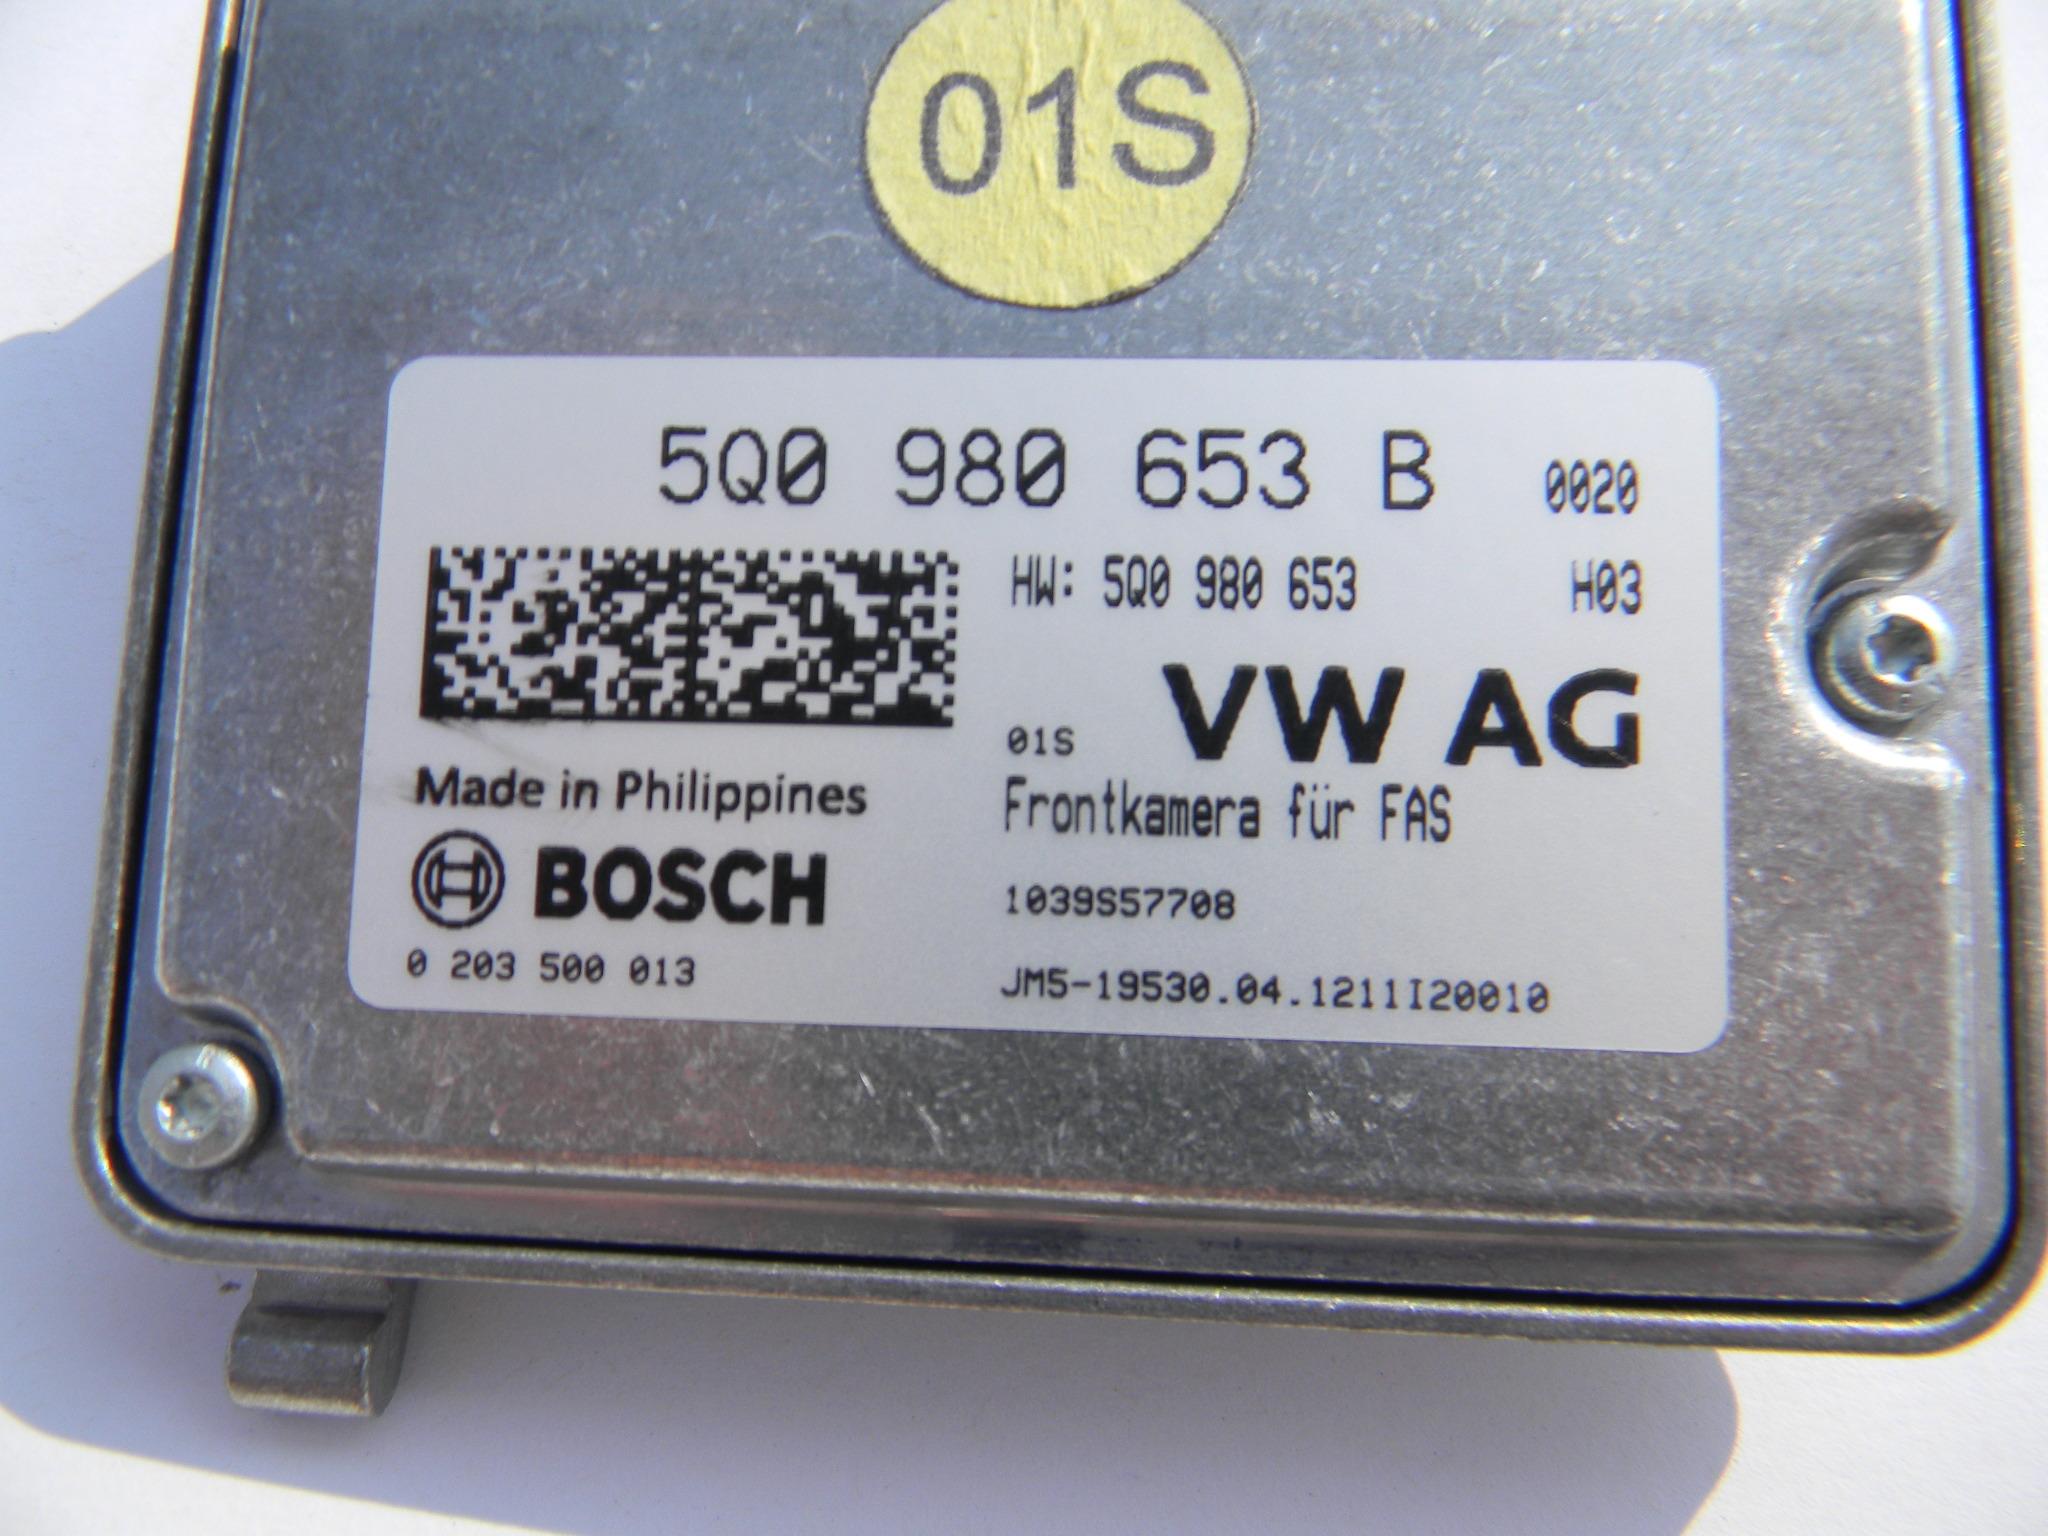 01S
5Q0 980 653 B 0020
HW: 5Q0 980 653 H03
01S VW AG
Made in Philippines
Frontkamera für FAS
BOSCH
1039S57708
0 203 500 013
JM5-19530.04.1211I20010